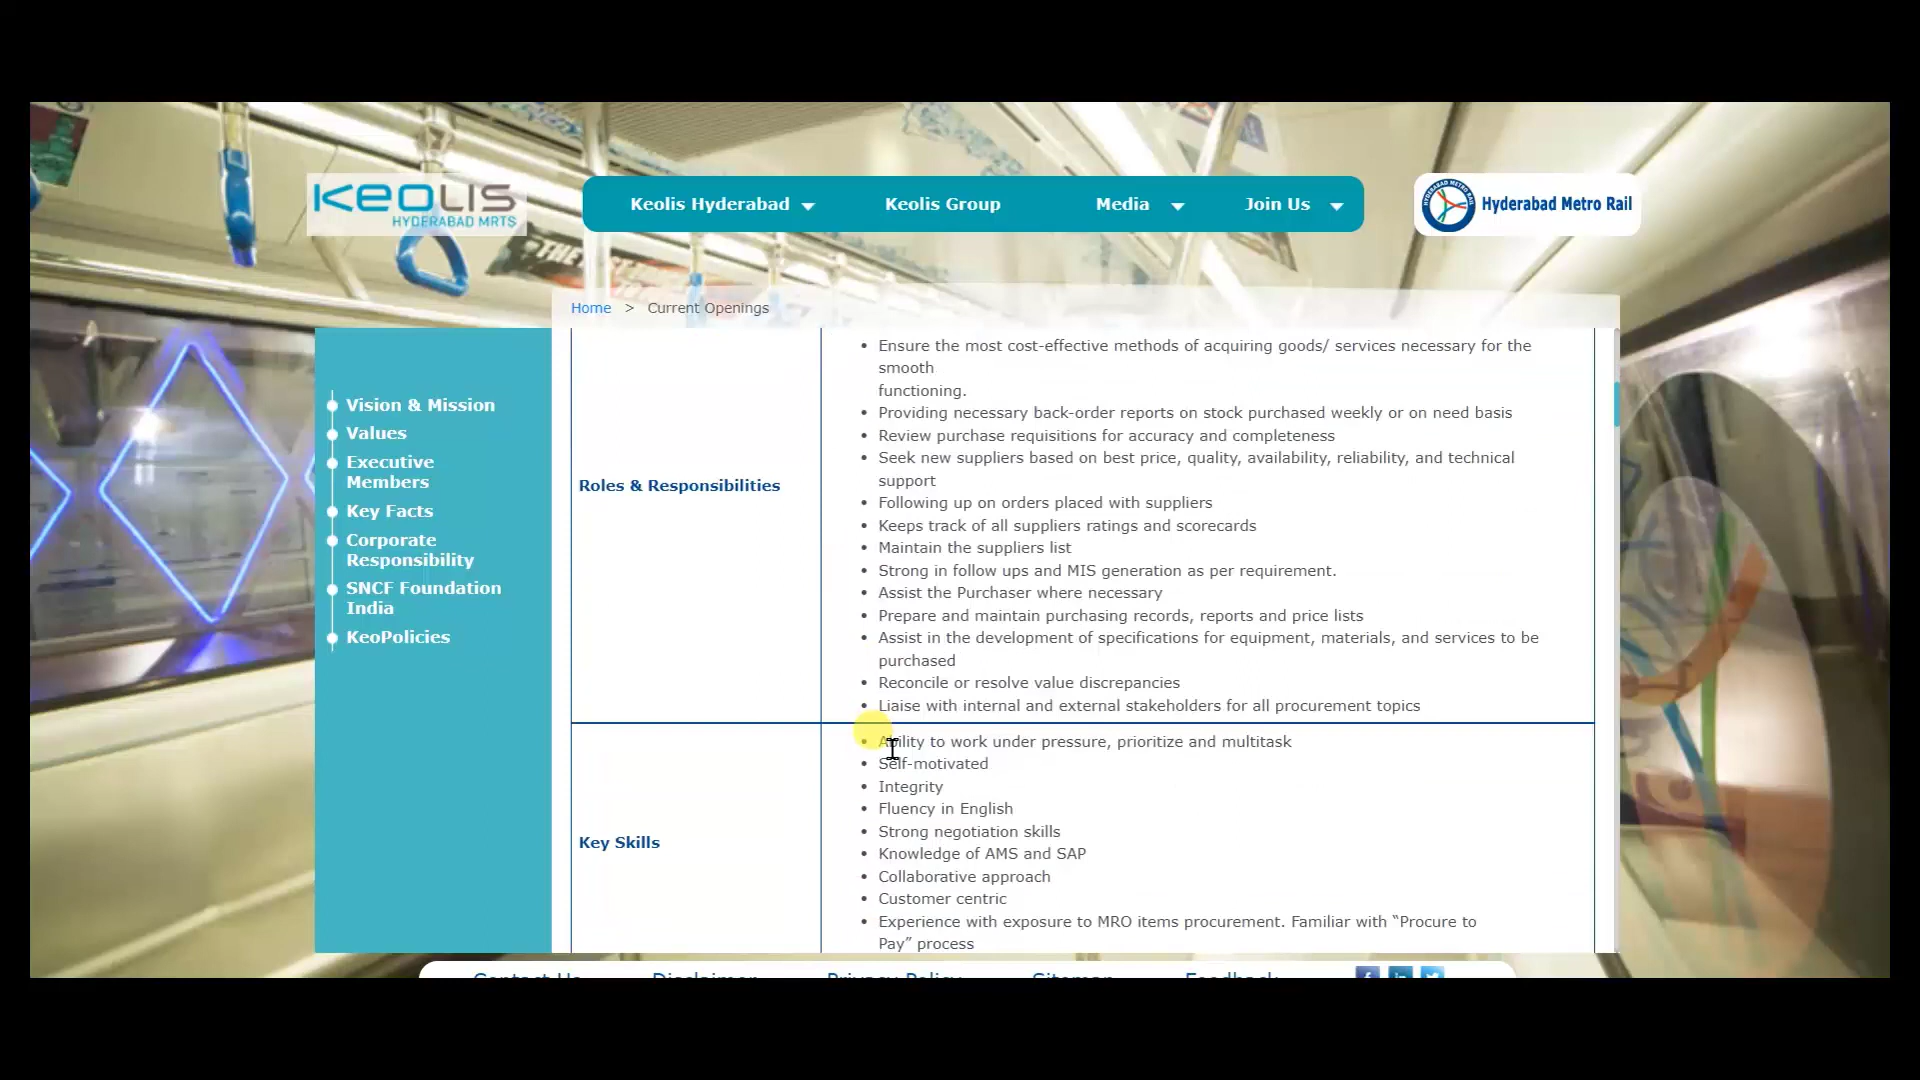 KEOLIS
HYDERABAD MRTS
Keolis Hyderabad
Keolis Group
Media
Join Us
Hyderabad Metro Rail
Home > Current Openings
Vision & Mission
Values
Executive
Members
Key Facts
Corporate
Responsibility
SNCF Foundation
India
KeoPolicies
Roles & Responsibilities
• Ensure the most cost-effective methods of acquiring goods/ services necessary for the
smooth
functioning.
• Providing necessary back-order reports on stock purchased weekly or on need basis
• Review purchase requisitions for accuracy and completeness
• Seek new suppliers based on best price, quality, availability, reliability, and technical
support
• Following up on orders placed with suppliers
• Keeps track of all suppliers ratings and scorecards
• Maintain the suppliers list
• Strong in follow ups and MIS generation as per requirement.
• Assist the Purchaser where necessary
• Prepare and maintain purchasing records, reports and price lists
• Assist in the development of specifications for equipment, materials, and services to be
purchased
• Reconcile or resolve value discrepancies
• Liaise with internal and external stakeholders for all procurement topics
Key Skills
• Ability to work under pressure, prioritize and multitask
• Self-motivated
• Integrity
• Fluency in English
• Strong negotiation skills
• Knowledge of AMS and SAP
• Collaborative approach
• Customer centric
• Experience with exposure to MRO items procurement. Familiar with “Procure to
Pay” process
Contact Us
Disclaimer
Privacy Policy
Sitemap
Feedback